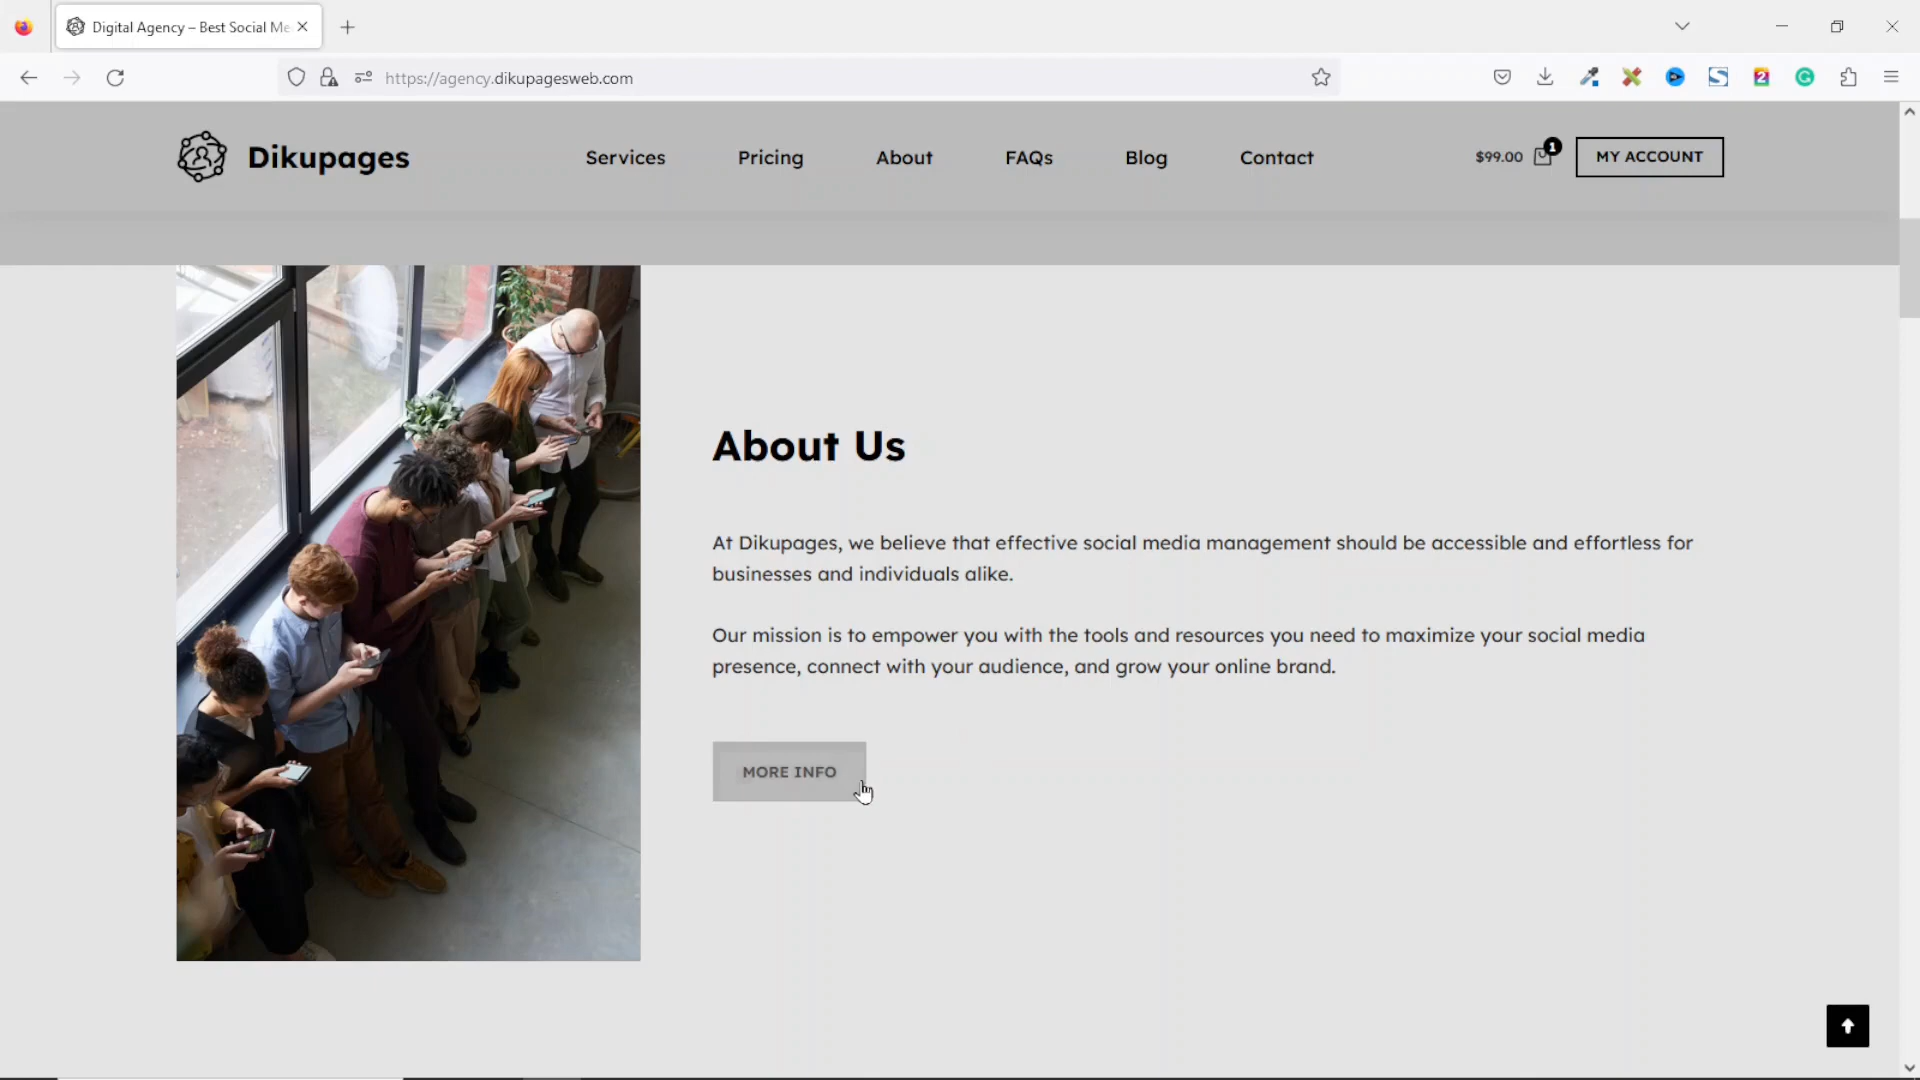 Digital Agency – Best Social Me
https://agency.dikupagesweb.com
2
Dikupages
Services
Pricing
About
FAQs
Blog
Contact
$99.00
1
MY ACCOUNT
About Us
At Dikupages, we believe that effective social media management should be accessible and effortless for
businesses and individuals alike.
Our mission is to empower you with the tools and resources you need to maximize your social media
presence, connect with your audience, and grow your online brand.
MORE INFO